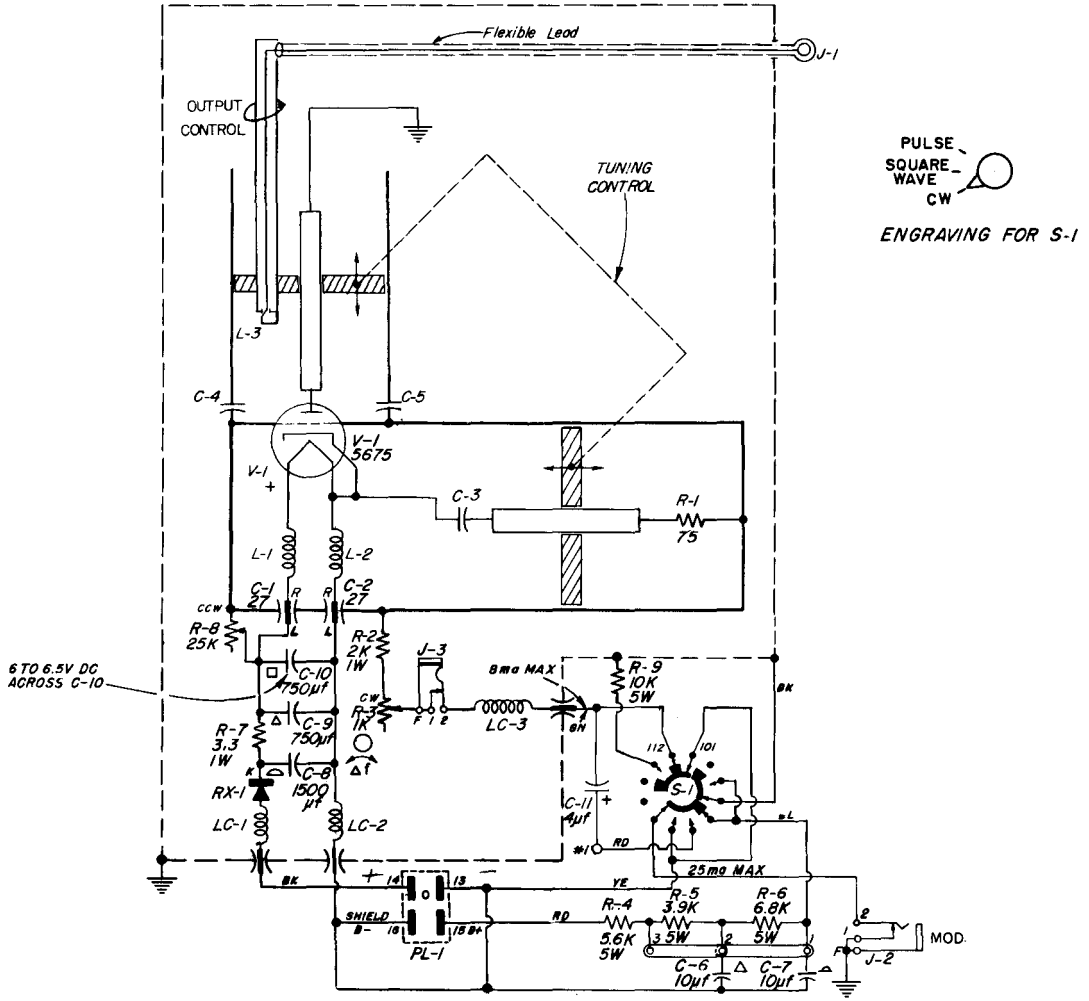 Flexible Lead
J-1
OUTPUT
CONTROL
TUNING
CONTROL
PULSE
SQUARE
WAVE
CW
ENGRAVING FOR S-1
L-3
C-4
C-5
V-1
5675
V-1
+
C-3
R-1
75
L-1
L-2
C-1
27
R
L
R
L
C-2
27
CCW
R-8
25K
R-2
2K
1W
J-3
6 TO 6.5V DC
ACROSS C-10
C-10
750µf
8ma MAX
R-9
10K
5W
BK
CW
R-3
1K
F
1
2
LC-3
C-9
750µf
R-7
3.3
1W
Δf
112
101
S-1
K
C-8
1500
µf
RX-1
C-11
4µf
+
LC-1
LC-2
#1
RD
25ma MAX
BK
+
14
13
−
YE
SHIELD
B-
16
15
B+
RD
PL-1
R-4
5.6K
5W
R-5
3.9K
5W
R-6
6.8K
5W
3
2
1
C-6
10µf
C-7
10µf
2
1
F
J-2
MOD.